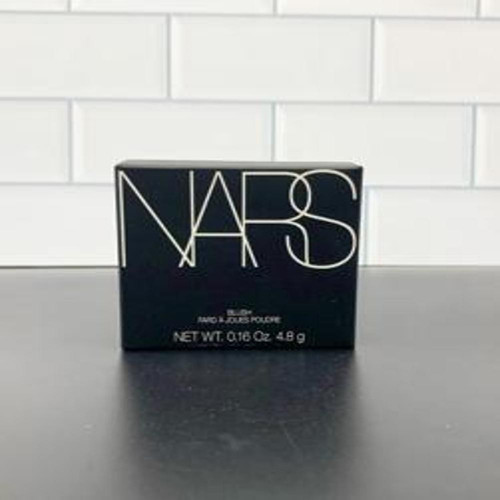 NARS
BLUSH
FARD À JOUES POUDRE
NET WT. 0.16 Oz. 4.8 g